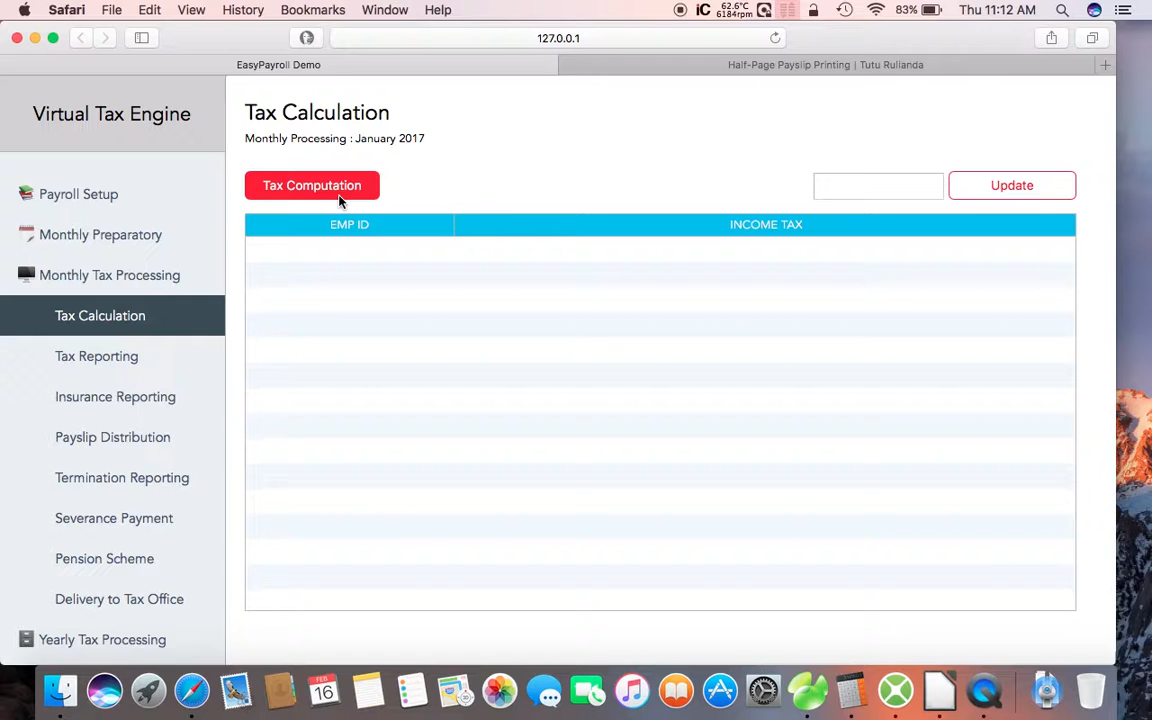 Safari File Edit View History Bookmarks Window Help
iC 62.6°C 6184rpm 83% Thu 11:12 AM
127.0.0.1
EasyPayroll Demo
Half-Page Payslip Printing | Tutu Rulianda
Virtual Tax Engine
Payroll Setup
Monthly Preparatory
Monthly Tax Processing
Tax Calculation
Tax Reporting
Insurance Reporting
Payslip Distribution
Termination Reporting
Severance Payment
Pension Scheme
Delivery to Tax Office
Yearly Tax Processing
Tax Calculation
Monthly Processing : January 2017
Tax Computation
Update
EMP ID INCOME TAX
FEB
16